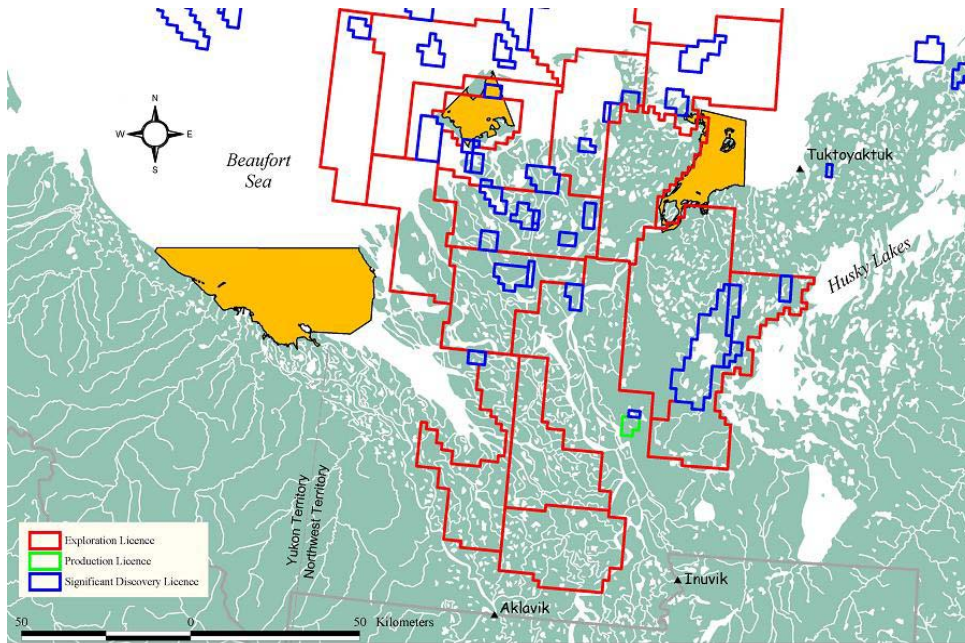 N
W E
S
Beaufort
Sea
Tuktoyaktuk
Husky Lakes
Yukon Territory
Northwest Territory
Exploration Licence
Production Licence
Significant Discovery Licence
Inuvik
Aklavik
50 0 50 Kilometers